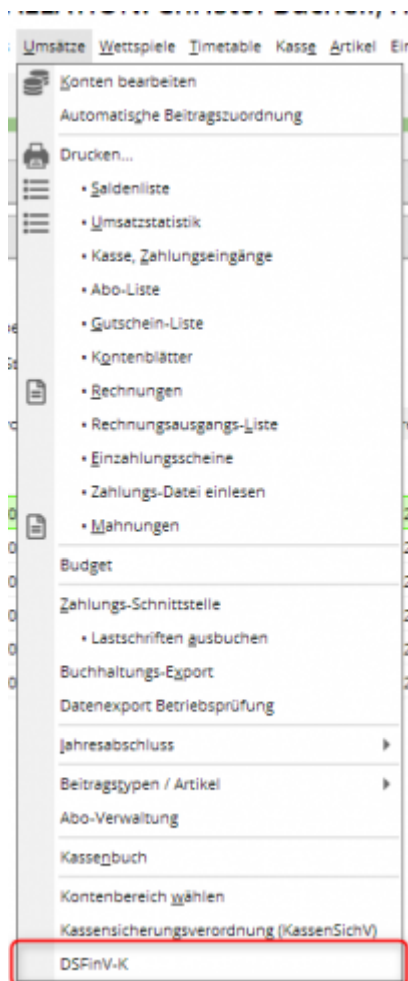 Umsätze Wettspiele Timetable Kasse Artikel
Konten bearbeiten
Automatische Beitragszuordnung
Drucken...
• Saldenliste
• Umsatzstatistik
• Kasse, Zahlungseingänge
• Abo-Liste
• Gutschein-Liste
• Kontenblätter
• Rechnungen
• Rechnungsausgangs-Liste
• Einzahlungsscheine
• Zahlungs-Datei einlesen
• Mahnungen
Budget
Zahlungs-Schnittstelle
• Lastschriften ausbuchen
Buchhaltungs-Export
Datenexport Betriebsprüfung
Jahresabschluss
Beitragstypen / Artikel
Abo-Verwaltung
Kassenbuch
Kontenbereich wählen
Kassensicherungsverordnung (KassenSichV)
DSFinV-K